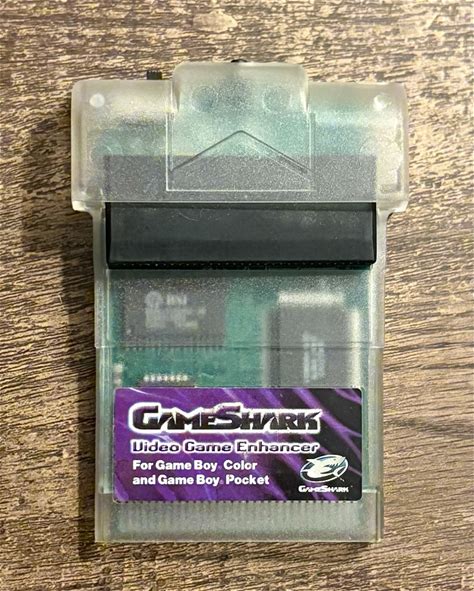 GAMESHARK
Video Game Enhancer
For Game Boy® Color
and Game Boy® Pocket
GAMESHARK